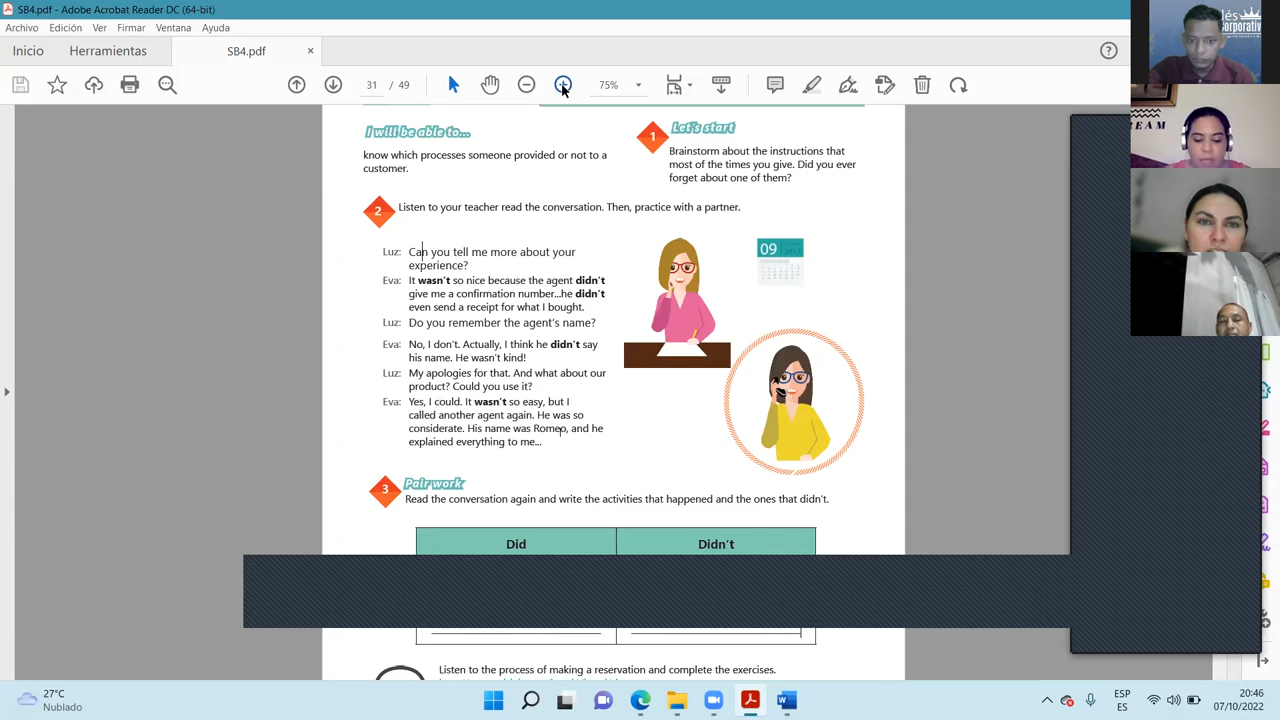 SB4.pdf - Adobe Acrobat Reader DC (64-bit)
Archivo Edición Ver Firmar Ventana Ayuda
Inicio Herramientas SB4.pdf ×
31 / 49 75%
I will be able to...
know which processes someone provided or not to a
customer.
1 Let's start
Brainstorm about the instructions that
most of the times you give. Did you ever
forget about one of them?
2 Listen to your teacher read the conversation. Then, practice with a partner.
Luz: Can you tell me more about your
experience?
Eva: It wasn't so nice because the agent didn't
give me a confirmation number...he didn't
even send a receipt for what I bought.
Luz: Do you remember the agent's name?
Eva: No, I don't. Actually, I think he didn't say
his name. He wasn't kind!
Luz: My apologies for that. And what about our
product? Could you use it?
Eva: Yes, I could. It wasn't so easy, but I
called another agent again. He was so
considerate. His name was Romeo, and he
explained everything to me...
09
3 Pair work
Read the conversation again and write the activities that happened and the ones that didn't.
Did Didn't
Listen to the process of making a reservation and complete the exercises.
27°C
Nublado
ESP
ES
20:46
07/10/2022